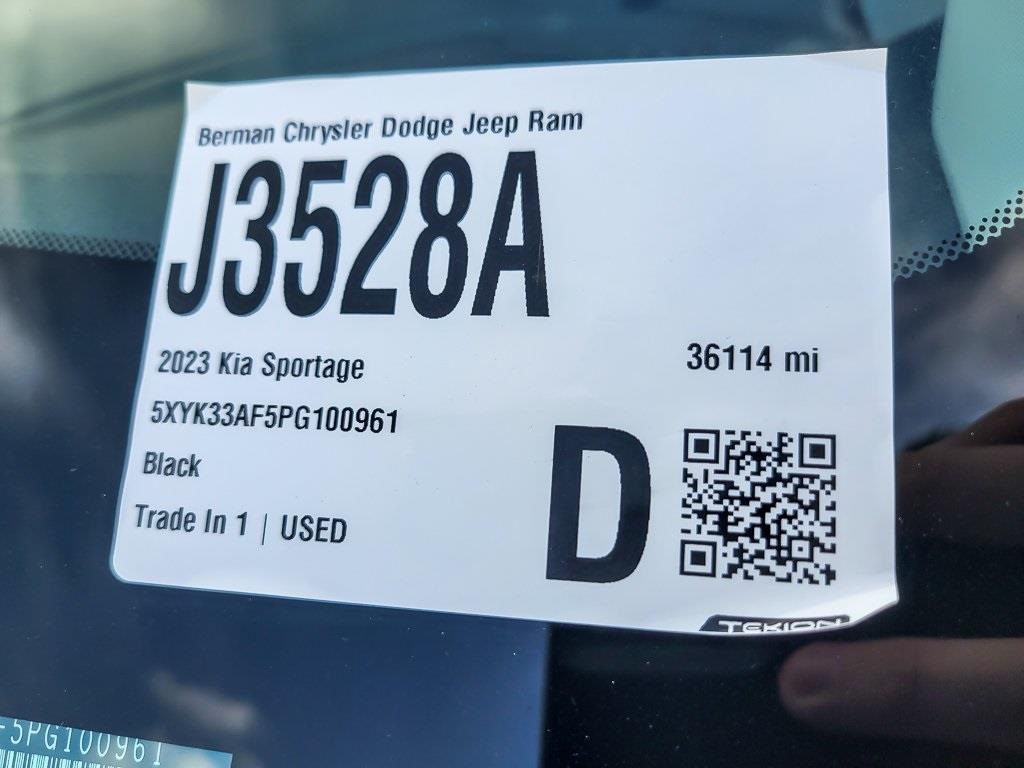 Berman Chrysler Dodge Jeep Ram
J3528A
2023 Kia Sportage
36114 mi
5XYK33AF5PG100961
Black
D
Trade In 1 | USED
TEKION
5PG100961